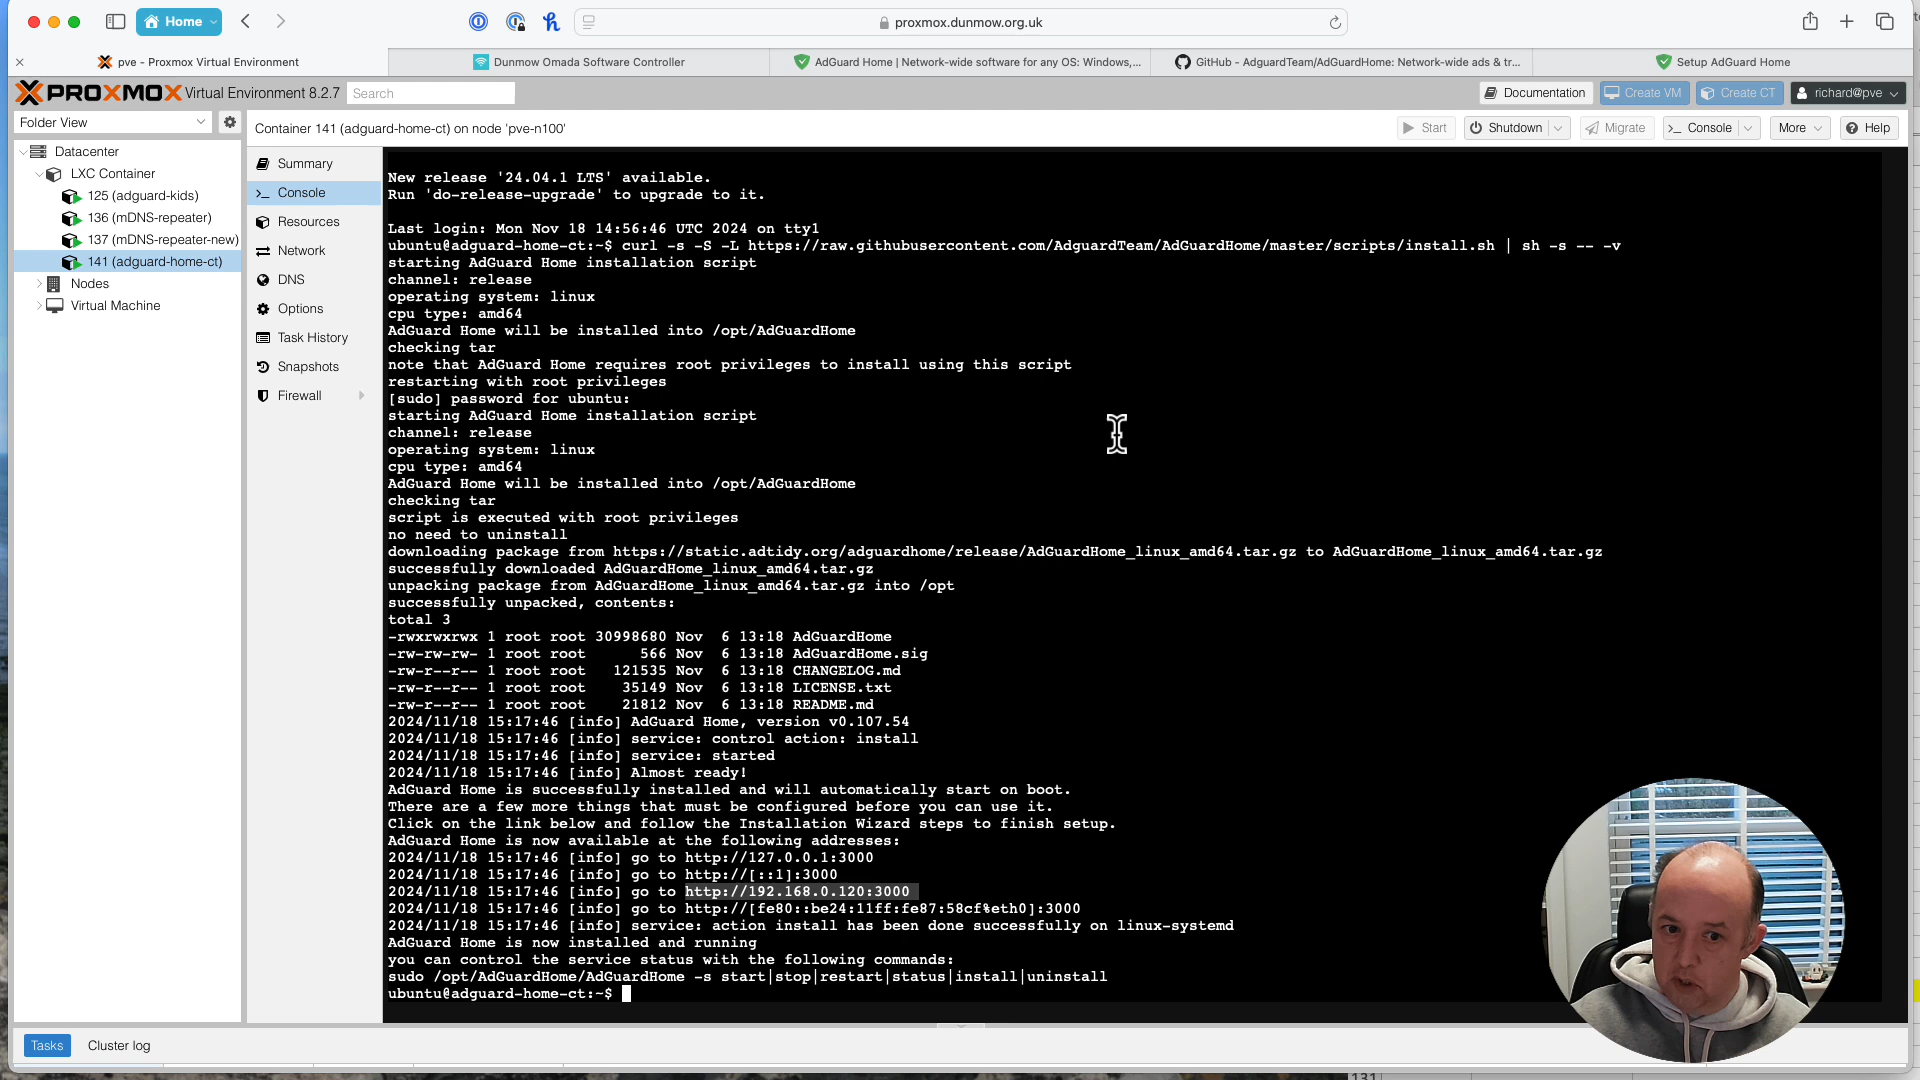 Home
proxmox.dunmow.org.uk
pve - Proxmox Virtual Environment
Dunmow Omada Software Controller
AdGuard Home | Network-wide software for any OS: Windows,...
GitHub - AdguardTeam/AdGuardHome: Network-wide ads & tr...
Setup AdGuard Home
PROXMOX Virtual Environment 8.2.7
Search
Documentation
Create VM
Create CT
richard@pve
Folder View
Container 141 (adguard-home-ct) on node 'pve-n100'
Start
Shutdown
Migrate
Console
More
Help
Datacenter
LXC Container
125 (adguard-kids)
136 (mDNS-repeater)
137 (mDNS-repeater-new)
141 (adguard-home-ct)
Nodes
Virtual Machine
Summary
Console
Resources
Network
DNS
Options
Task History
Snapshots
Firewall
New release '24.04.1 LTS' available.
Run 'do-release-upgrade' to upgrade to it.
Last login: Mon Nov 18 14:56:46 UTC 2024 on tty1
ubuntu@adguard-home-ct:~$ curl -s -S -L https://raw.githubusercontent.com/AdguardTeam/AdGuardHome/master/scripts/install.sh | sh -s -- -v
starting AdGuard Home installation script
channel: release
operating system: linux
cpu type: amd64
AdGuard Home will be installed into /opt/AdGuardHome
checking tar
note that AdGuard Home requires root privileges to install using this script
restarting with root privileges
[sudo] password for ubuntu:
starting AdGuard Home installation script
channel: release
operating system: linux
cpu type: amd64
AdGuard Home will be installed into /opt/AdGuardHome
checking tar
script is executed with root privileges
no need to uninstall
downloading package from https://static.adtidy.org/adguardhome/release/AdGuardHome_linux_amd64.tar.gz to AdGuardHome_linux_amd64.tar.gz
successfully downloaded AdGuardHome_linux_amd64.tar.gz
unpacking package from AdGuardHome_linux_amd64.tar.gz into /opt
successfully unpacked, contents:
total 3
-rwxrwxrwx 1 root root 30998680 Nov  6 13:18 AdGuardHome
-rw-rw-rw- 1 root root      566 Nov  6 13:18 AdGuardHome.sig
-rw-r--r-- 1 root root   121535 Nov  6 13:18 CHANGELOG.md
-rw-r--r-- 1 root root    35149 Nov  6 13:18 LICENSE.txt
-rw-r--r-- 1 root root    21812 Nov  6 13:18 README.md
2024/11/18 15:17:46 [info] AdGuard Home, version v0.107.54
2024/11/18 15:17:46 [info] service: control action: install
2024/11/18 15:17:46 [info] service: started
2024/11/18 15:17:46 [info] Almost ready!
AdGuard Home is successfully installed and will automatically start on boot.
There are a few more things that must be configured before you can use it.
Click on the link below and follow the Installation Wizard steps to finish setup.
AdGuard Home is now available at the following addresses:
2024/11/18 15:17:46 [info] go to http://127.0.0.1:3000
2024/11/18 15:17:46 [info] go to http://[::1]:3000
2024/11/18 15:17:46 [info] go to http://192.168.0.120:3000
2024/11/18 15:17:46 [info] go to http://[fe80::be24:11ff:fe87:58cf%eth0]:3000
2024/11/18 15:17:46 [info] service: action install has been done successfully on linux-systemd
AdGuard Home is now installed and running
you can control the service status with the following commands:
sudo /opt/AdGuardHome/AdGuardHome -s start|stop|restart|status|install|uninstall
ubuntu@adguard-home-ct:~$
Tasks
Cluster log